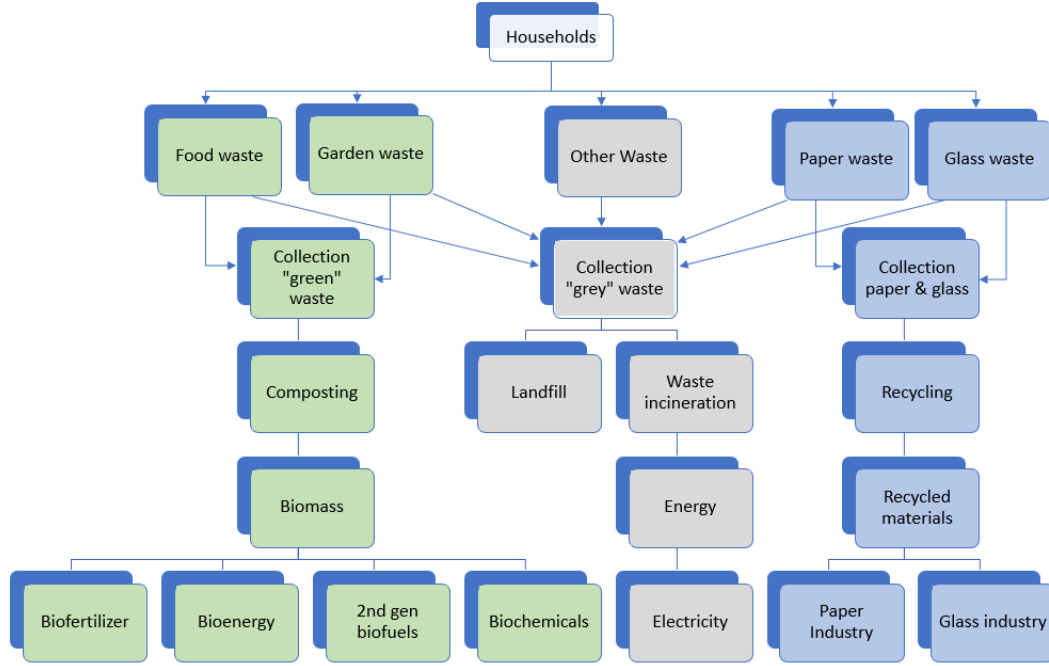 Households
Food waste
Garden waste
Other Waste
Paper waste
Glass waste
Collection
"green"
waste
Collection
"grey" waste
Collection
paper & glass
Composting
Landfill
Waste
incineration
Recycling
Biomass
Energy
Recycled
materials
Biofertilizer
Bioenergy
2nd gen
biofuels
Biochemicals
Electricity
Paper
Industry
Glass industry